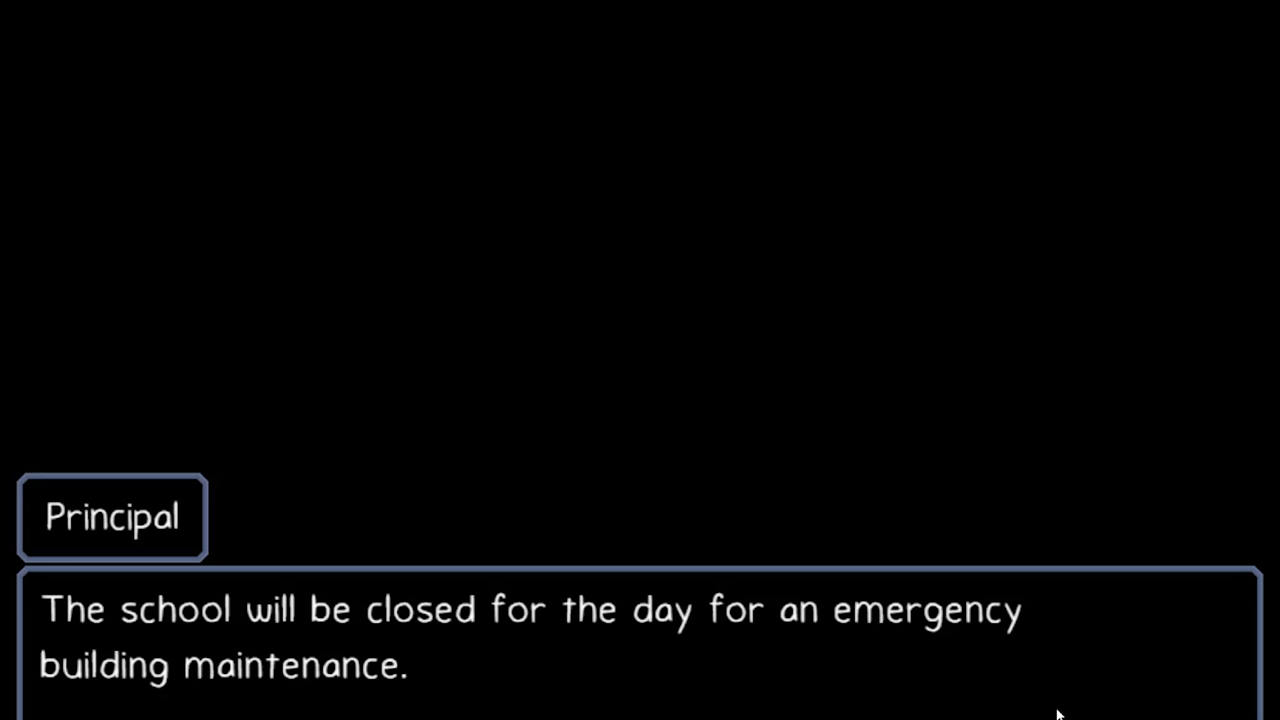 Principal
The school will be closed for the day for an emergency
building maintenance.